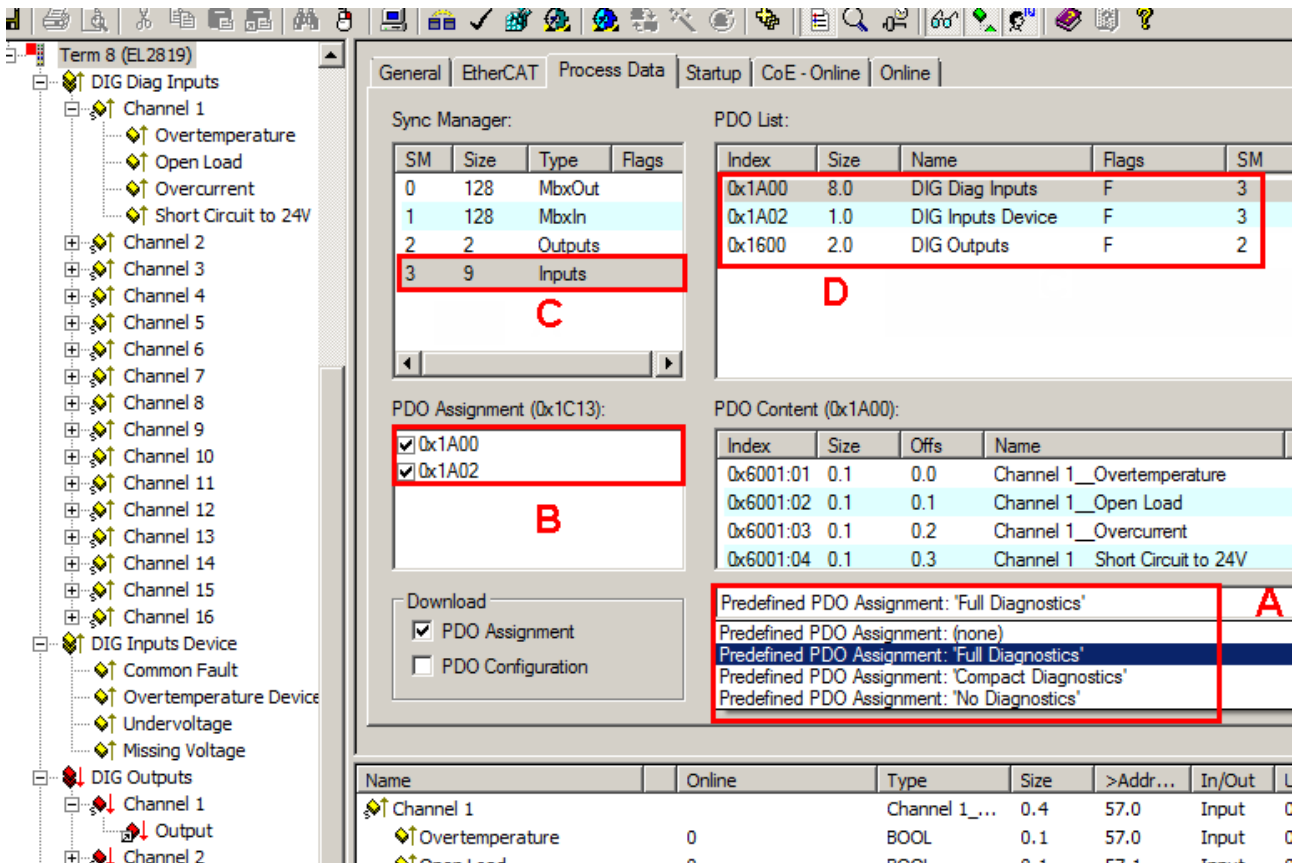 Term 8 (EL2819)
DIG Diag Inputs
Channel 1
Overtemperature
Open Load
Overcurrent
Short Circuit to 24V
Channel 2
Channel 3
Channel 4
Channel 5
Channel 6
Channel 7
Channel 8
Channel 9
Channel 10
Channel 11
Channel 12
Channel 13
Channel 14
Channel 15
Channel 16
DIG Inputs Device
Common Fault
Overtemperature Device
Undervoltage
Missing Voltage
DIG Outputs
Channel 1
Output
Channel 2
General EtherCAT Process Data Startup CoE - Online Online
Sync Manager:
SM Size Type Flags
0 128 MbxOut
1 128 MbxIn
2 2 Outputs
3 9 Inputs
C
PDO List:
Index Size Name Flags SM
0x1A00 8.0 DIG Diag Inputs F 3
0x1A02 1.0 DIG Inputs Device F 3
0x1600 2.0 DIG Outputs F 2
D
PDO Assignment (0x1C13):
0x1A00
0x1A02
B
PDO Content (0x1A00):
Index Size Offs Name
0x6001:01 0.1 0.0 Channel 1__Overtemperature
0x6001:02 0.1 0.1 Channel 1__Open Load
0x6001:03 0.1 0.2 Channel 1__Overcurrent
0x6001:04 0.1 0.3 Channel 1 Short Circuit to 24V
Download
PDO Assignment
PDO Configuration
Predefined PDO Assignment: 'Full Diagnostics'
A
Predefined PDO Assignment: (none)
Predefined PDO Assignment: 'Full Diagnostics'
Predefined PDO Assignment: 'Compact Diagnostics'
Predefined PDO Assignment: 'No Diagnostics'
Name Online Type Size >Addr... In/Out
Channel 1 Channel 1_... 0.4 57.0 Input
Overtemperature 0 BOOL 0.1 57.0 Input